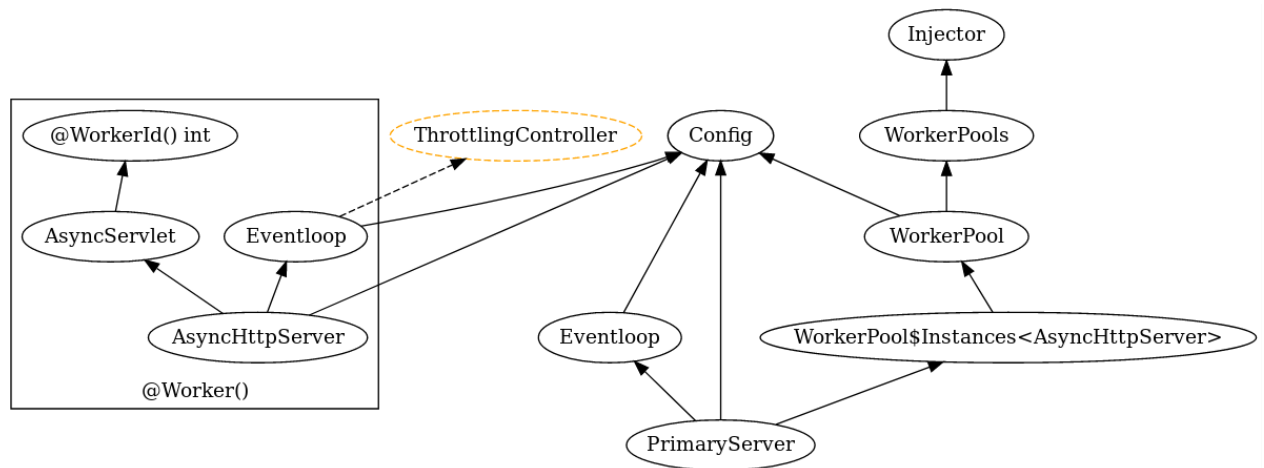 Injector
@WorkerId() int
ThrottlingController
Config
WorkerPools
AsyncServlet
Eventloop
WorkerPool
AsyncHttpServer
Eventloop
WorkerPool$Instances<AsyncHttpServer>
@Worker()
PrimaryServer